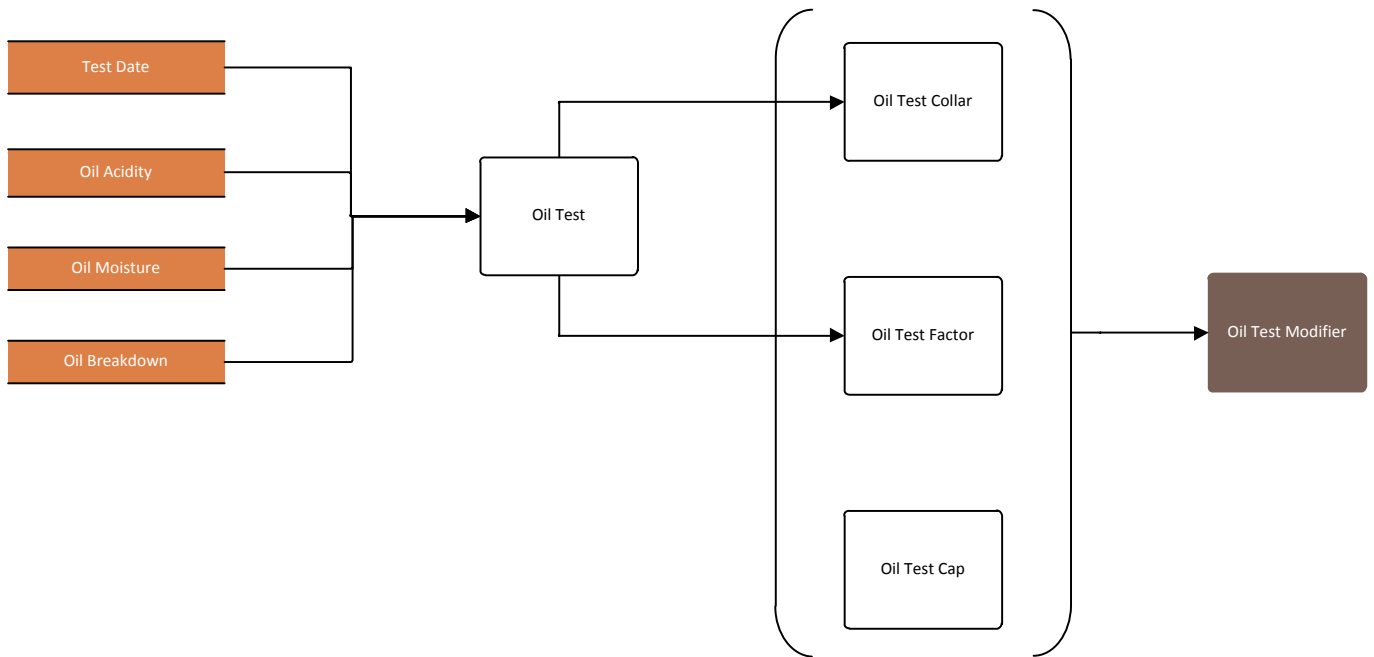 Test Date
Oil Acidity
Oil Moisture
Oil Breakdown
Oil Test
Oil Test Collar
Oil Test Factor
Oil Test Cap
Oil Test Modifier